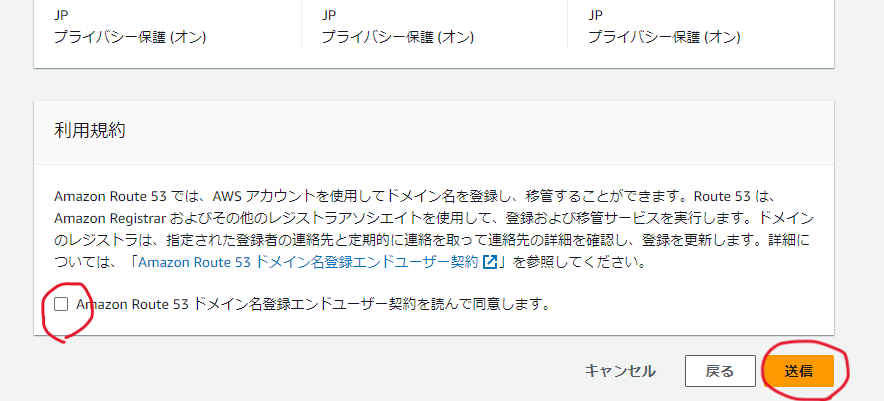 JP JP JP
プライバシー保護 (オン) プライバシー保護 (オン) プライバシー保護 (オン)
利用規約
Amazon Route 53 では、AWS アカウントを使用してドメイン名を登録し、移管することができます。Route 53 は、
Amazon Registrar およびその他のレジストラアソシエイトを使用して、登録および移管サービスを実行します。ドメイン
のレジストラは、指定された登録者の連絡先と定期的に連絡を取って連絡先の詳細を確認し、登録を更新します。詳細に
ついては、「Amazon Route 53 ドメイン名登録エンドユーザー契約」を参照してください。
Amazon Route 53 ドメイン名登録エンドユーザー契約を読んで同意します。
キャンセル 戻る 送信